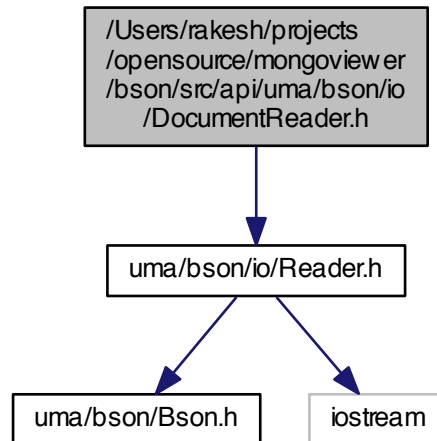 /Users/rakesh/projects
/opensource/mongoviewer
/bson/src/api/uma/bson/io
/DocumentReader.h
uma/bson/io/Reader.h
uma/bson/Bson.h
iostream